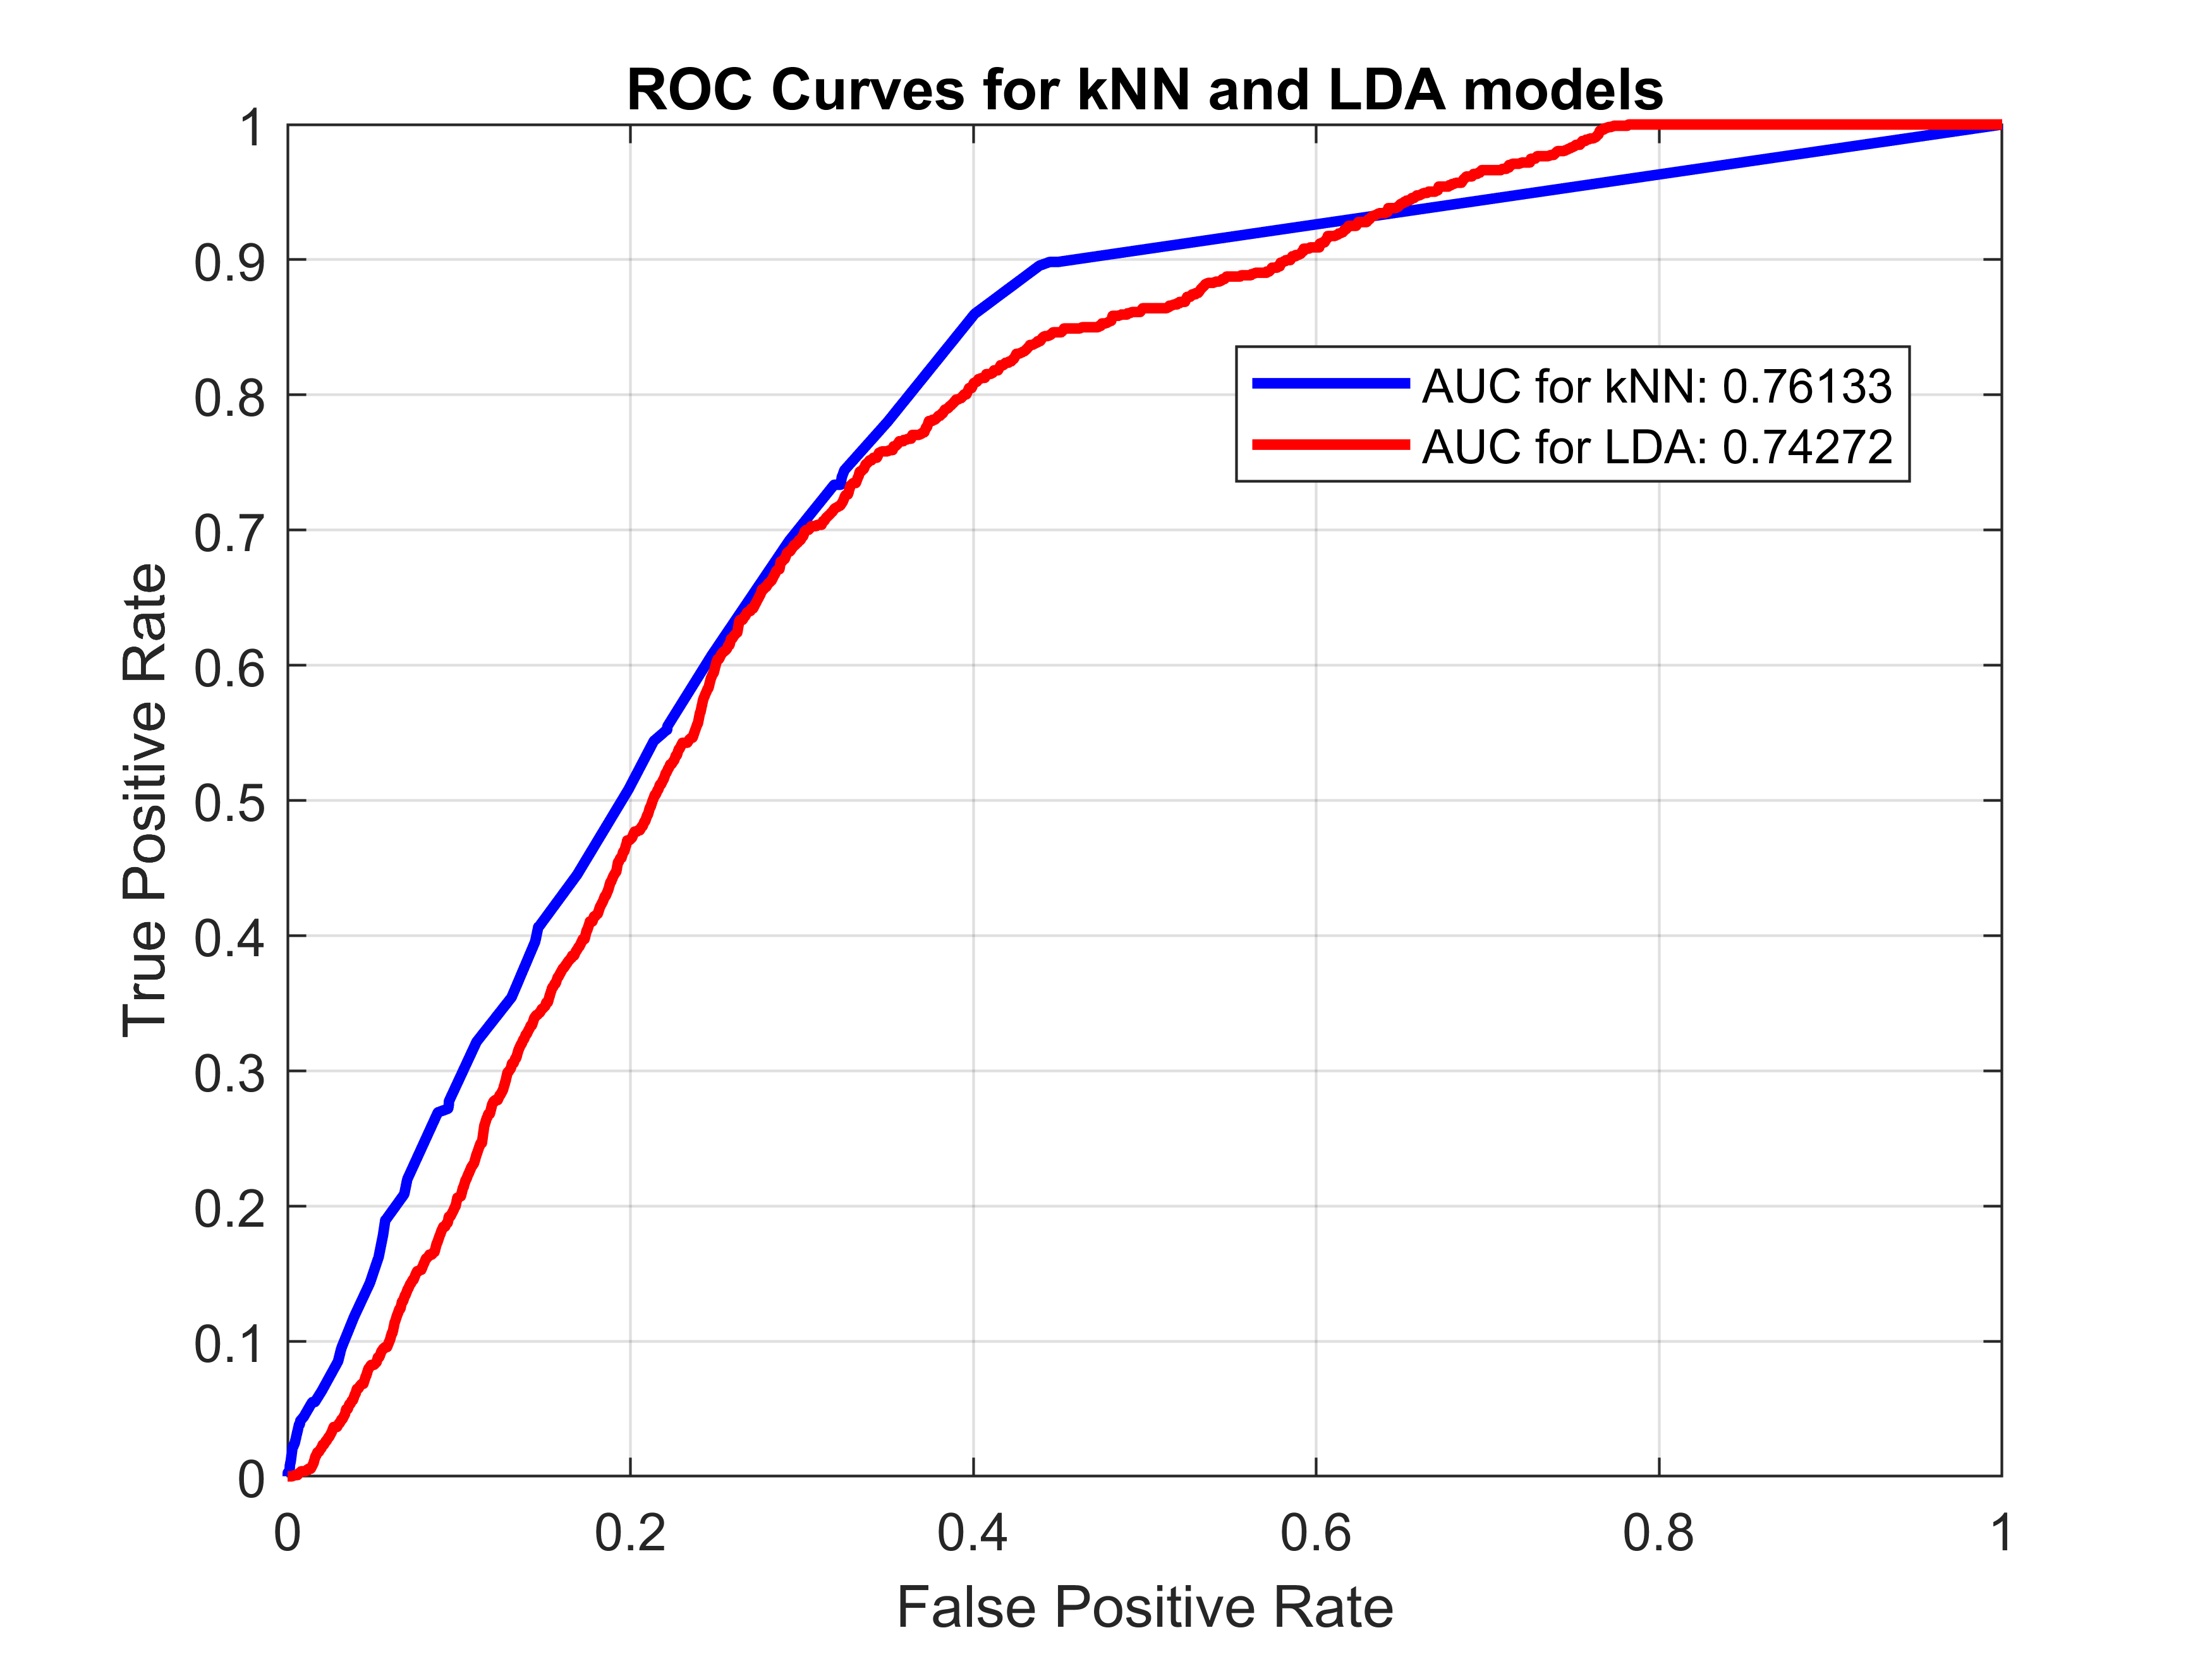 ROC Curves for kNN and LDA models
1
0.9
0.8
0.7
0.6
0.5
0.4
0.3
0.2
0.1
0
True Positive Rate
AUC for kNN: 0.76133
AUC for LDA: 0.74272
0 0.2 0.4 0.6 0.8 1
False Positive Rate